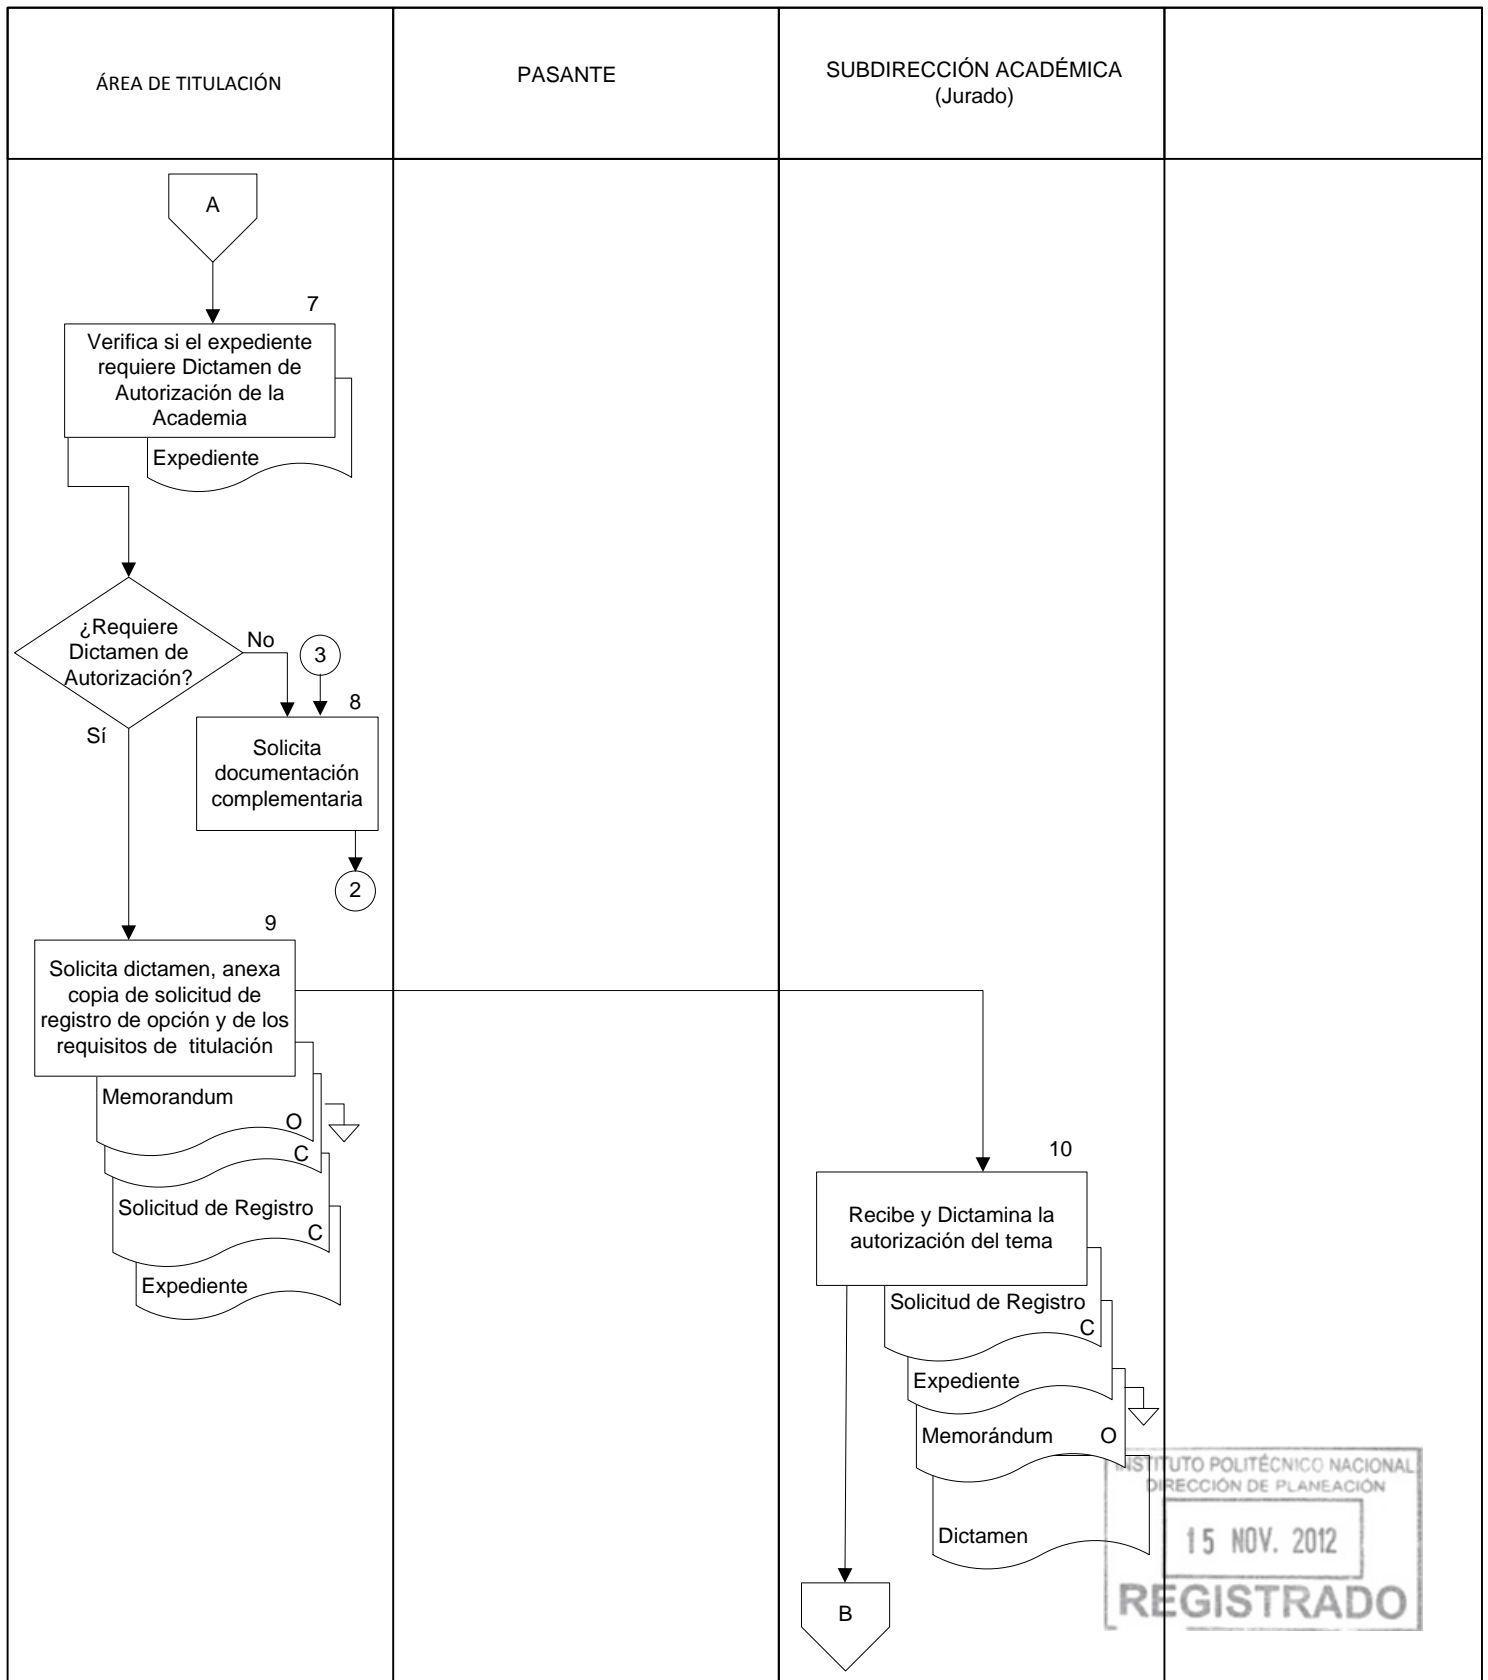 ÁREA DE TITULACIÓN
PASANTE
SUBDIRECCIÓN ACADÉMICA
(Jurado)
A
7
Verifica si el expediente
requiere Dictamen de
Autorización de la
Academia
Expediente
¿Requiere
Dictamen de
Autorización?
No
Sí
3
8
Solicita
documentación
complementaria
2
9
Solicita dictamen, anexa
copia de solicitud de
registro de opción y de los
requisitos de titulación
Memorandum
O
C
Solicitud de Registro
C
Expediente
10
Recibe y Dictamina la
autorización del tema
Solicitud de Registro
C
Expediente
Memorándum O
Dictamen
B
INSTITUTO POLITÉCNICO NACIONAL
DIRECCIÓN DE PLANEACIÓN
15 NOV. 2012
REGISTRADO